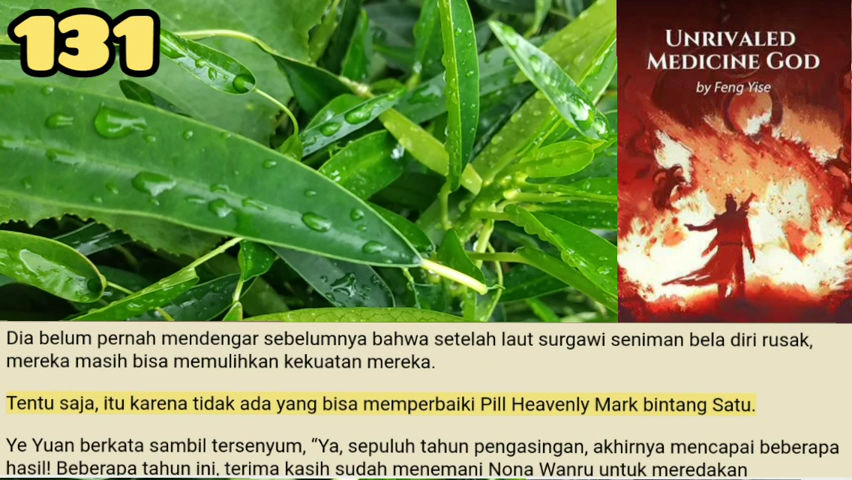 131
UNRIVALED
MEDICINE GOD
by Feng Yise
Dia belum pernah mendengar sebelumnya bahwa setelah laut surgawi seniman bela diri rusak,
mereka masih bisa memulihkan kekuatan mereka.
Tentu saja, itu karena tidak ada yang bisa memperbaiki Pill Heavenly Mark bintang Satu.
Ye Yuan berkata sambil tersenyum, “Ya, sepuluh tahun pengasingan, akhirnya mencapai beberapa
hasil! Beberapa tahun ini, terima kasih sudah menemani Nona Wanru untuk meredakan